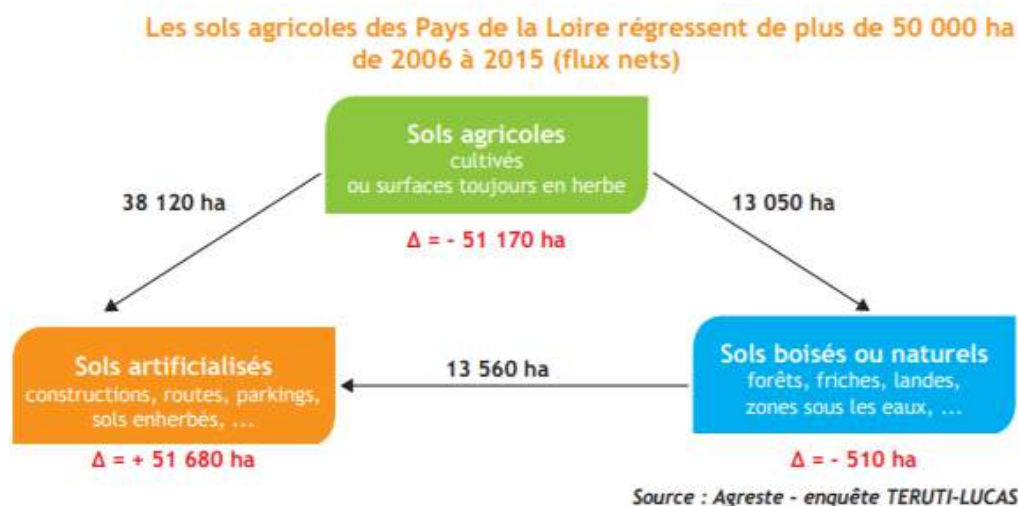 Les sols agricoles des Pays de la Loire régressent de plus de 50 000 ha
de 2006 à 2015 (flux nets)
Sols agricoles
cultivés
ou surfaces toujours en herbe
38 120 ha
13 050 ha
Δ = - 51 170 ha
Sols artificialisés
constructions, routes, parkings,
sols enherbés, ...
13 560 ha
Sols boisés ou naturels
forêts, friches, landes,
zones sous les eaux, ...
Δ = + 51 680 ha
Δ = - 510 ha
Source : Agreste - enquête TERUTI-LUCAS